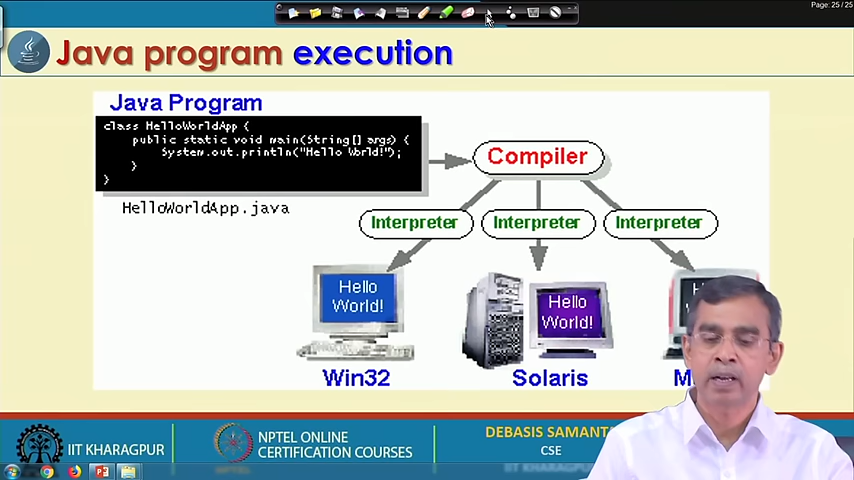 Page: 25 / 25
Java program execution
Java Program
class HelloWorldApp {
public static void main(String[] args) {
System.out.println("Hello World!");
}
}
HelloWorldApp.java
Compiler
Interpreter Interpreter Interpreter
Hello
World!
Hello
World!
Win32
Solaris
IIT KHARAGPUR
NPTEL ONLINE
CERTIFICATION COURSES
DEBASIS SAMANT
CSE